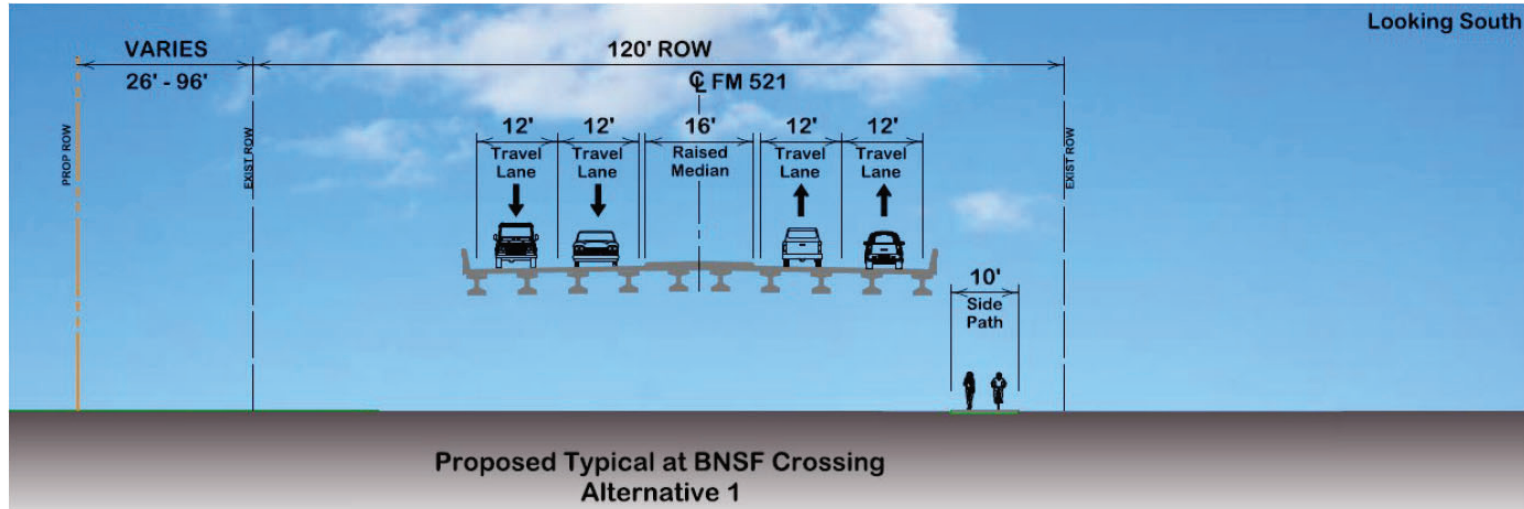 Looking South
VARIES
26' - 96'
120' ROW
℄ FM 521
PROP ROW
EXIST ROW
EXIST ROW
12'
Travel
Lane
12'
Travel
Lane
16'
Raised
Median
12'
Travel
Lane
12'
Travel
Lane
10'
Side
Path
Proposed Typical at BNSF Crossing
Alternative 1